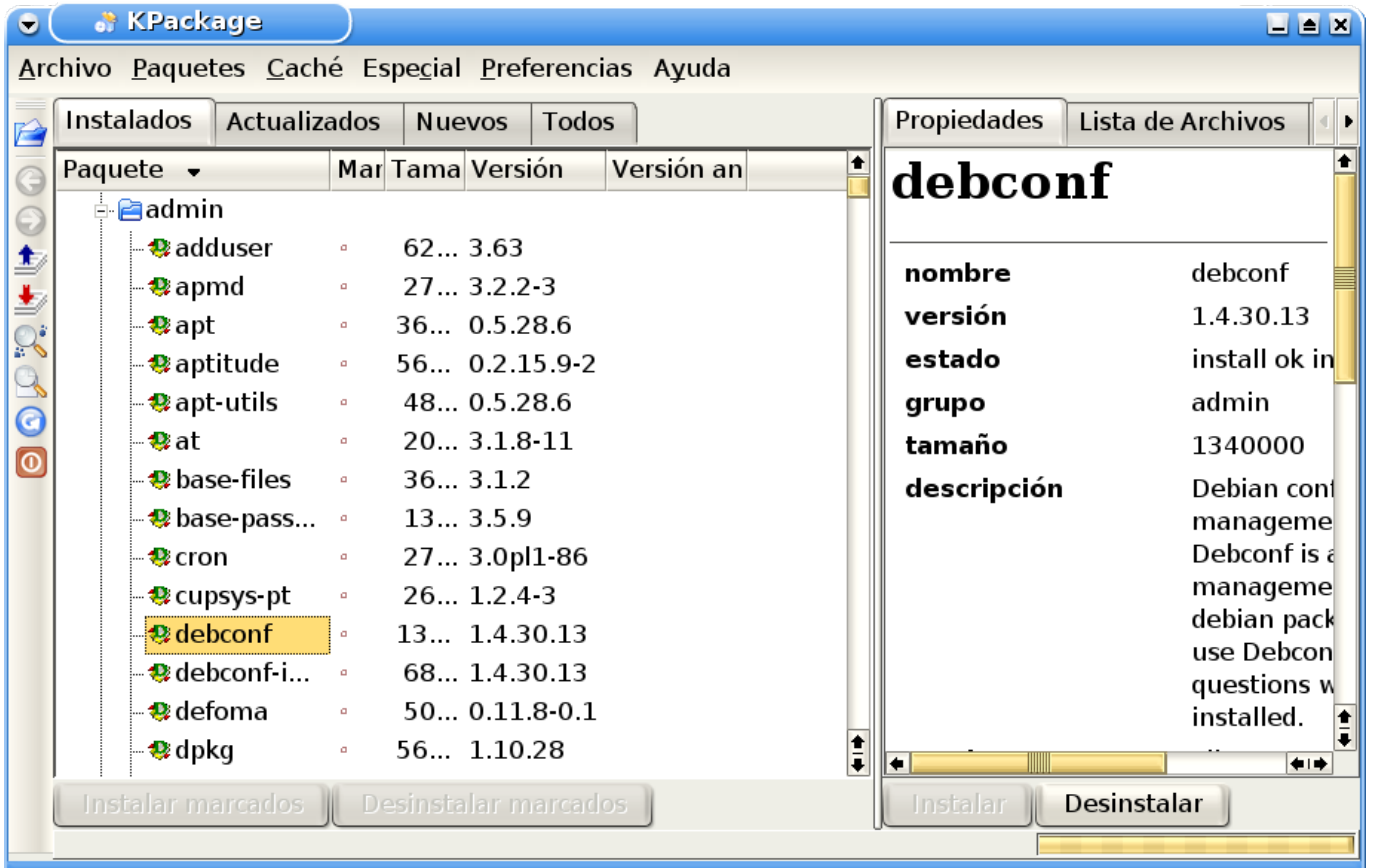 KPackage
Archivo Paquetes Caché Especial Preferencias Ayuda
Instalados Actualizados Nuevos Todos
Paquete Mar Tama Versión Versión an
admin
adduser 62... 3.63
apmd 27... 3.2.2-3
apt 36... 0.5.28.6
aptitude 56... 0.2.15.9-2
apt-utils 48... 0.5.28.6
at 20... 3.1.8-11
base-files 36... 3.1.2
base-pass... 13... 3.5.9
cron 27... 3.0pl1-86
cupsys-pt 26... 1.2.4-3
debconf 13... 1.4.30.13
debconf-i... 68... 1.4.30.13
defoma 50... 0.11.8-0.1
dpkg 56... 1.10.28
Instalar marcados Desinstalar marcados
Propiedades Lista de Archivos
debconf
nombre debconf
versión 1.4.30.13
estado install ok in
grupo admin
tamaño 1340000
descripción Debian conf
manageme
Debconf is a
manageme
debian pack
use Debcon
questions w
installed.
Instalar Desinstalar